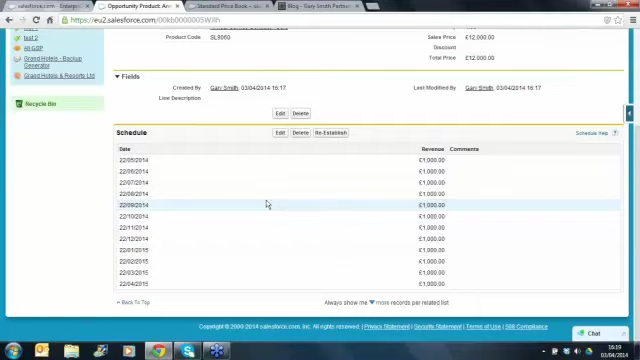 salesforce.com - Enterpris
Opportunity Product: An
Standard Price Book ~ sa
Blog - Gary Smith Partner
https://eu2.salesforce.com/00kb0000005WIIh
test 2
All GSP
Grand Hotels - Backup Generator
Grand Hotels & Resorts Ltd
Recycle Bin
Product Code SL9060
Sales Price £12,000.00
Discount
Total Price £12,000.00
Fields
Created By Gary Smith 03/04/2014 16:17
Last Modified By Gary Smith 03/04/2014 16:17
Line Description
Edit Delete
Schedule Edit Delete Re-Establish Schedule Help ?
Date Revenue Comments
22/05/2014 £1,000.00
22/06/2014 £1,000.00
22/07/2014 £1,000.00
22/08/2014 £1,000.00
22/09/2014 £1,000.00
22/10/2014 £1,000.00
22/11/2014 £1,000.00
22/12/2014 £1,000.00
22/01/2015 £1,000.00
22/02/2015 £1,000.00
22/03/2015 £1,000.00
22/04/2015 £1,000.00
Back To Top Always show me more records per related list
Copyright © 2000-2014 salesforce.com, inc. All rights reserved. | Privacy Statement | Security Statement | Terms of Use | 508 Compliance
Chat
16:19
03/04/2014